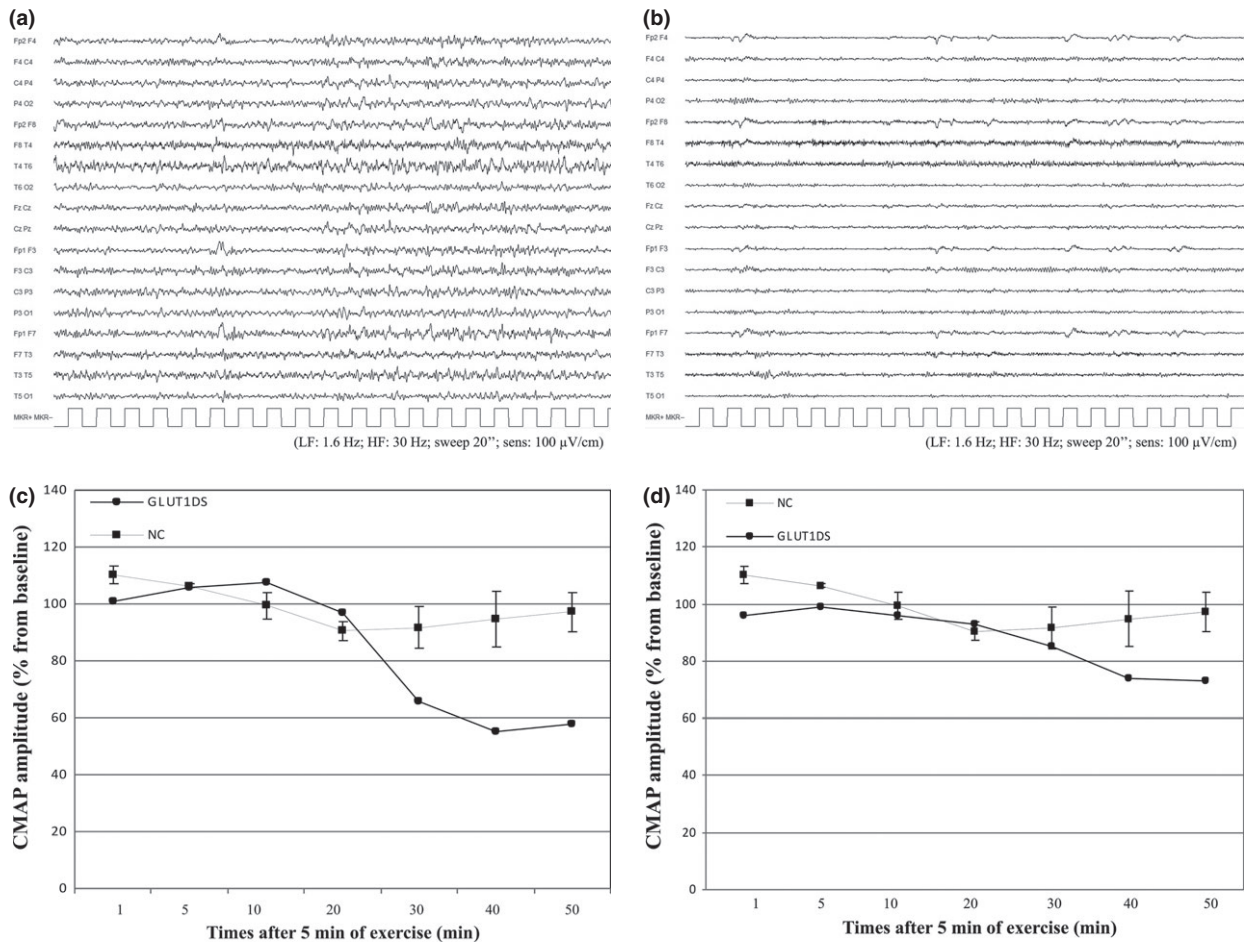 (a)
Fp2 F4
F4 C4
C4 P4
P4 O2
Fp2 F8
F8 T4
T4 T6
T6 O2
Fz Cz
Cz Pz
Fp1 F3
F3 C3
C3 P3
P3 O1
Fp1 F7
F7 T3
T3 T5
T5 O1
MKR+ MKR–
(LF: 1.6 Hz; HF: 30 Hz; sweep 20’’; sens: 100 µV/cm)
(b)
Fp2 F4
F4 C4
C4 P4
P4 O2
Fp2 F8
F8 T4
T4 T6
T6 O2
Fz Cz
Cz Pz
Fp1 F3
F3 C3
C3 P3
P3 O1
Fp1 F7
F7 T3
T3 T5
T5 O1
MKR+ MKR–
(LF: 1.6 Hz; HF: 30 Hz; sweep 20’’; sens: 100 µV/cm)
(c)
CMAP amplitude (% from baseline)
140
120
100
80
60
40
20
0
GLUT1DS
NC
1 5 10 20 30 40 50
Times after 5 min of exercise (min)
(d)
CMAP amplitude (% from baseline)
140
120
100
80
60
40
20
0
NC
GLUT1DS
1 5 10 20 30 40 50
Times after 5 min of exercise (min)